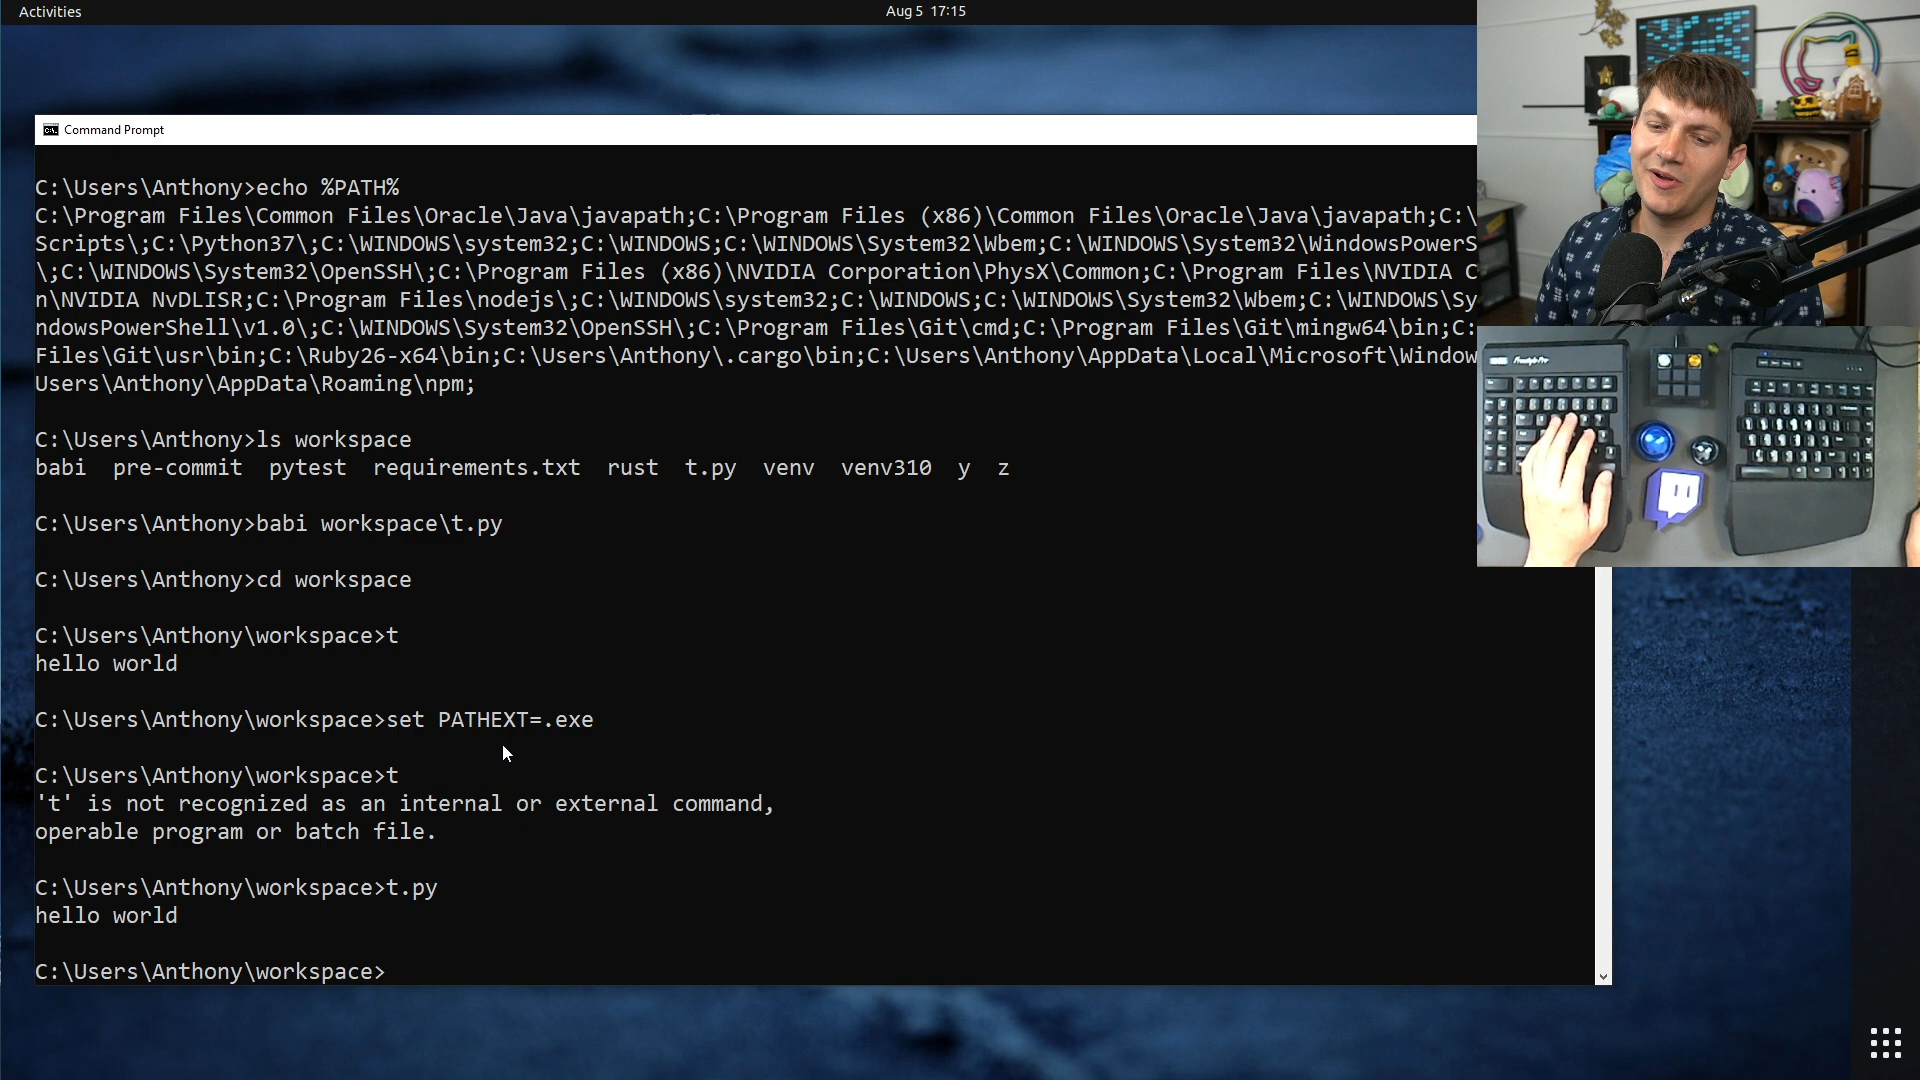 Activities
Aug 5 17:15
Command Prompt
C:\Users\Anthony>echo %PATH%
C:\Program Files\Common Files\Oracle\Java\javapath;C:\Program Files (x86)\Common Files\Oracle\Java\javapath;C:\
Scripts\;C:\Python37\;C:\WINDOWS\system32;C:\WINDOWS;C:\WINDOWS\System32\Wbem;C:\WINDOWS\System32\WindowsPowerS
\;C:\WINDOWS\System32\OpenSSH\;C:\Program Files (x86)\NVIDIA Corporation\PhysX\Common;C:\Program Files\NVIDIA C
n\NVIDIA NvDLISR;C:\Program Files\nodejs\;C:\WINDOWS\system32;C:\WINDOWS;C:\WINDOWS\System32\Wbem;C:\WINDOWS\Sy
ndowsPowerShell\v1.0\;C:\WINDOWS\System32\OpenSSH\;C:\Program Files\Git\cmd;C:\Program Files\Git\mingw64\bin;C:
Files\Git\usr\bin;C:\Ruby26-x64\bin;C:\Users\Anthony\.cargo\bin;C:\Users\Anthony\AppData\Local\Microsoft\Window
Users\Anthony\AppData\Roaming\npm;
C:\Users\Anthony>ls workspace
babi pre-commit pytest requirements.txt rust t.py venv venv310 y z
C:\Users\Anthony>babi workspace\t.py
C:\Users\Anthony>cd workspace
C:\Users\Anthony\workspace>t
hello world
C:\Users\Anthony\workspace>set PATHEXT=.exe
C:\Users\Anthony\workspace>t
't' is not recognized as an internal or external command,
operable program or batch file.
C:\Users\Anthony\workspace>t.py
hello world
C:\Users\Anthony\workspace>